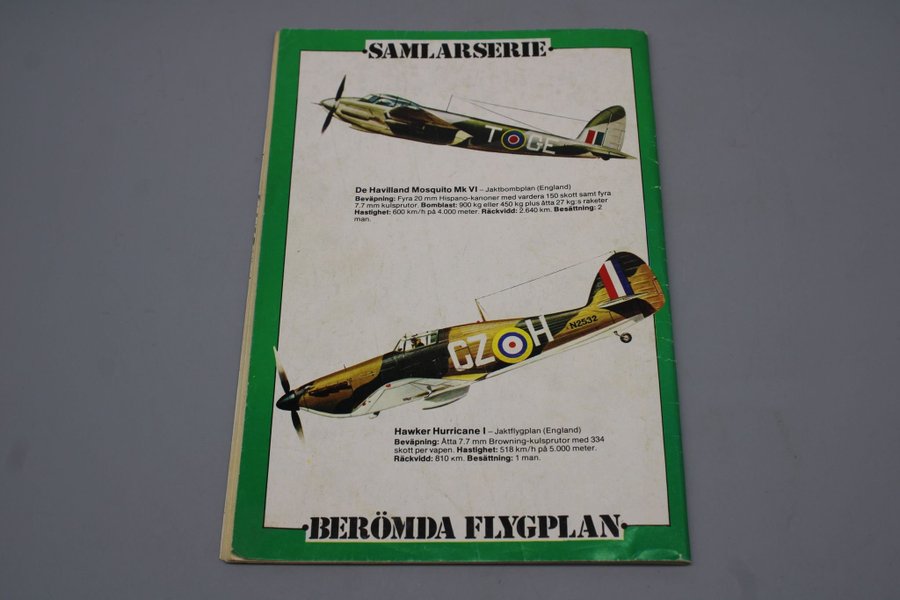 ·SAMLARSERIE·
T GE
De Havilland Mosquito Mk VI – Jaktbombplan (England)
Beväpning: Fyra 20 mm Hispano-kanoner med vardera 150 skott samt fyra
7.7 mm kulsprutor. Bomblast: 900 kg eller 450 kg plus åtta 27 kg:s raketer
Hastighet: 600 km/h på 4.000 meter. Räckvidd: 2.640 km. Besättning: 2
man.
GZ H
N2532
Hawker Hurricane I – Jaktflygplan (England)
Beväpning: Åtta 7.7 mm Browning-kulsprutor med 334
skott per vapen. Hastighet: 518 km/h på 5.000 meter.
Räckvidd: 810 km. Besättning: 1 man.
·BERÖMDA FLYGPLAN·